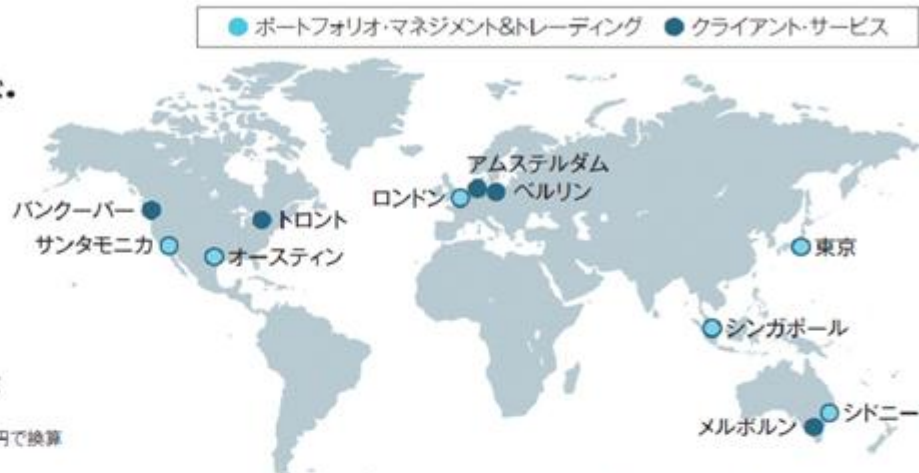 ポートフォリオ・マネジメント&トレーディング クライアント・サービス
アムステルダム
ロンドン
ベルリン
バンクーバー
トロント
サンタモニカ
オースティン
東京
シンガポール
シドニー
メルボルン
円で換算